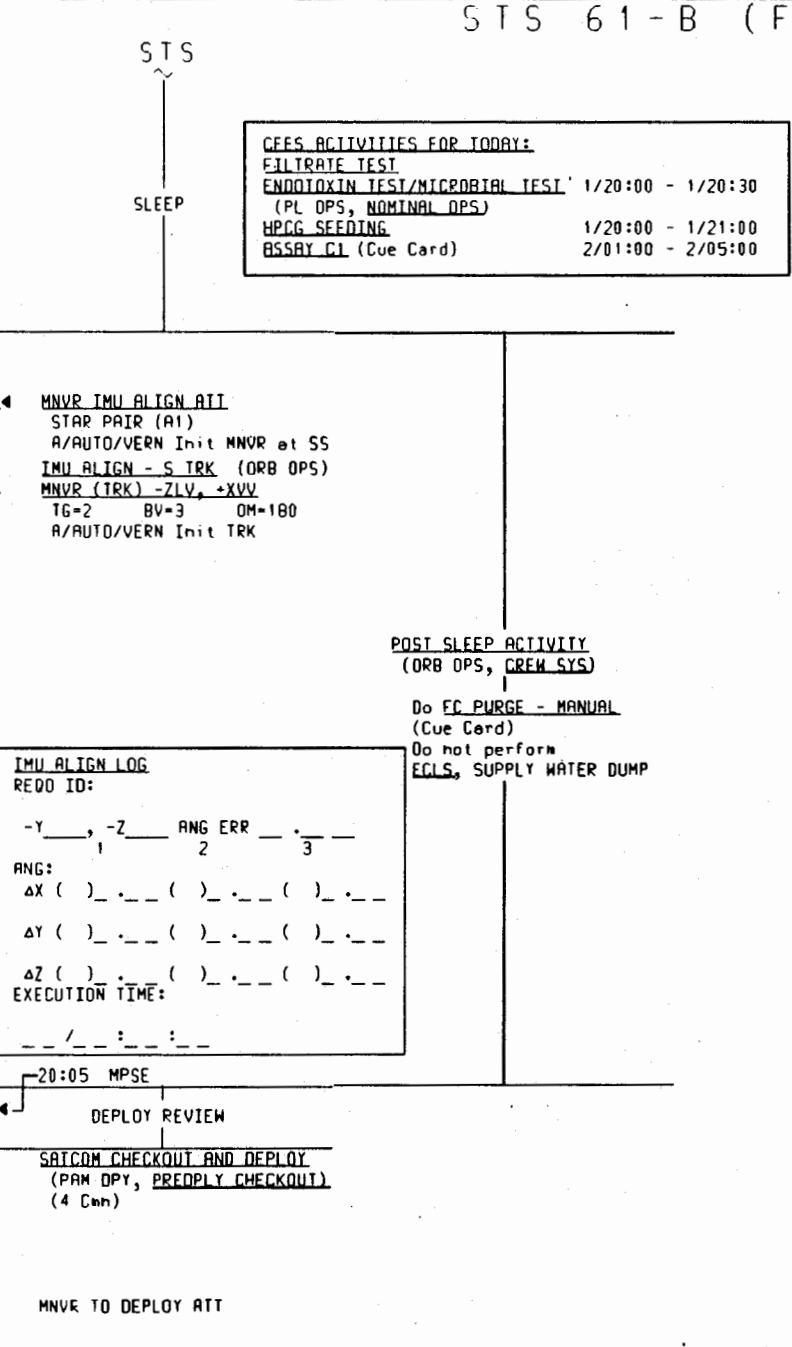 STS 61-B (F
STS
~
CFES ACTIVITIES FOR TODAY:
FILTRATE TEST
ENDOTOXIN TEST/MICROBIAL TEST 1/20:00 - 1/20:30
(PL OPS, NOMINAL OPS)
HPCG SEEDING 1/20:00 - 1/21:00
ASSAY C1 (Cue Card) 2/01:00 - 2/05:00
SLEEP
MNVR IMU ALIGN ATT
STAR PAIR (A1)
A/AUTO/VERN Init MNVR at SS
IMU ALIGN - S TRK (ORB OPS)
MNVR (TRK) -ZLV, +XVV
TG=2 BV=3 OM=180
A/AUTO/VERN Init TRK
POST SLEEP ACTIVITY
(ORB OPS, CREW SYS)
Do FC PURGE - MANUAL
(Cue Card)
Do not perform
ECLS, SUPPLY WATER DUMP
IMU ALIGN LOG
REQD ID:
-Y____, -Z____ ANG ERR __ .__ __
1 2 3
ANG:
ΔX ( )_ ._ _ ( )_ ._ _ ( )_ ._ _
ΔY ( )_ ._ _ ( )_ ._ _ ( )_ ._ _
ΔZ ( )_ ._ _ ( )_ ._ _ ( )_ ._ _
EXECUTION TIME:
_ _ /_ _ :_ _ :_ _
20:05 MPSE
DEPLOY REVIEW
SATCOM CHECKOUT AND DEPLOY
(PAM DPY, PREDPLY CHECKOUT)
(4 Cmn)
MNVR TO DEPLOY ATT